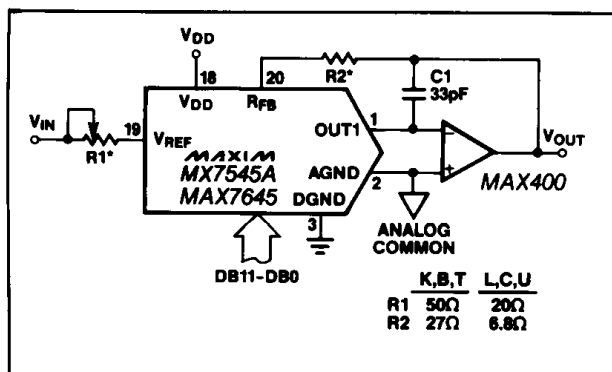 VDD
18
20
R2*
C1
33pF
VIN
R1*
19
VREF
VDD
RFB
MAXIM
MX7545A
MAX7645
OUT1
1
AGND
2
DGND
3
-
+
VOUT
MAX400
ANALOG
COMMON
DB11-DB0
K,B,T L,C,U
R1 50Ω 20Ω
R2 27Ω 6.8Ω